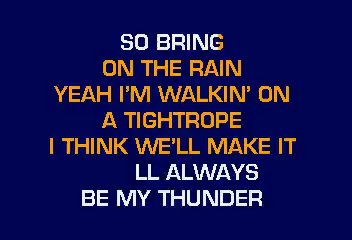 SO BRING
ON THE RAIN
YEAH I'M WALKIN' ON
A TIGHTROPE
I THINK WE'LL MAKE IT
LL ALWAYS
BE MY THUNDER